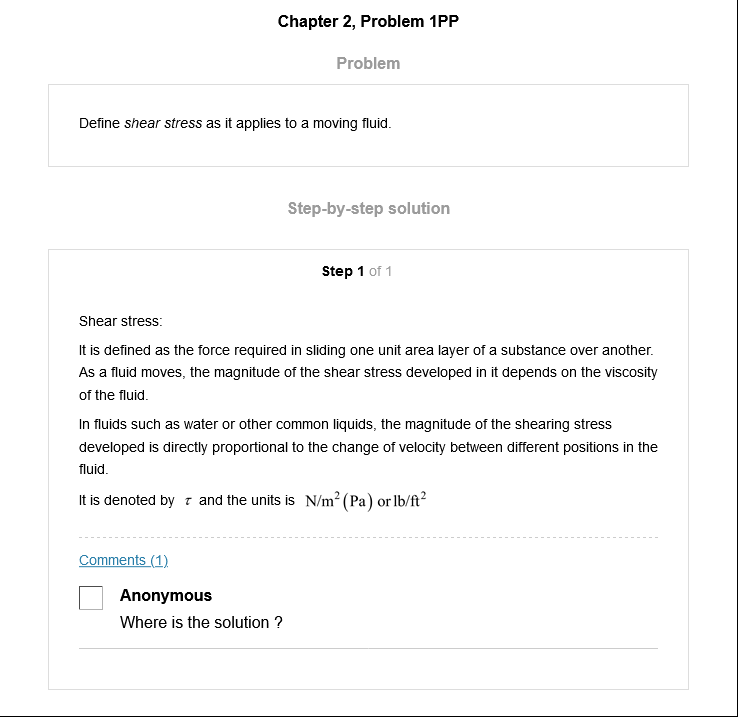 Chapter 2, Problem 1PP
Problem
Define shear stress as it applies to a moving fluid.
Step-by-step solution
Step 1 of 1
Shear stress:
It is defined as the force required in sliding one unit area layer of a substance over another.
As a fluid moves, the magnitude of the shear stress developed in it depends on the viscosity
of the fluid.
In fluids such as water or other common liquids, the magnitude of the shearing stress
developed is directly proportional to the change of velocity between different positions in the
fluid.
It is denoted by τ and the units is N/m² (Pa) or lb/ft²
Comments (1)
Anonymous
Where is the solution ?